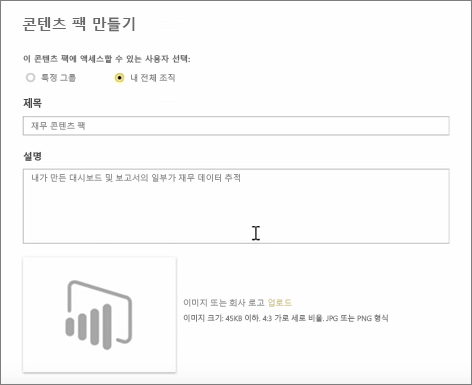 콘텐츠 팩 만들기
이 콘텐츠 팩에 액세스할 수 있는 사용자 선택:
특정 그룹 내 전체 조직
제목
재무 콘텐츠 팩
설명
내가 만든 대시보드 및 보고서의 일부가 재무 데이터 추적
이미지 또는 회사 로고 업로드
이미지 크기: 45KB 이하, 4:3 가로 세로 비율, JPG 또는 PNG 형식